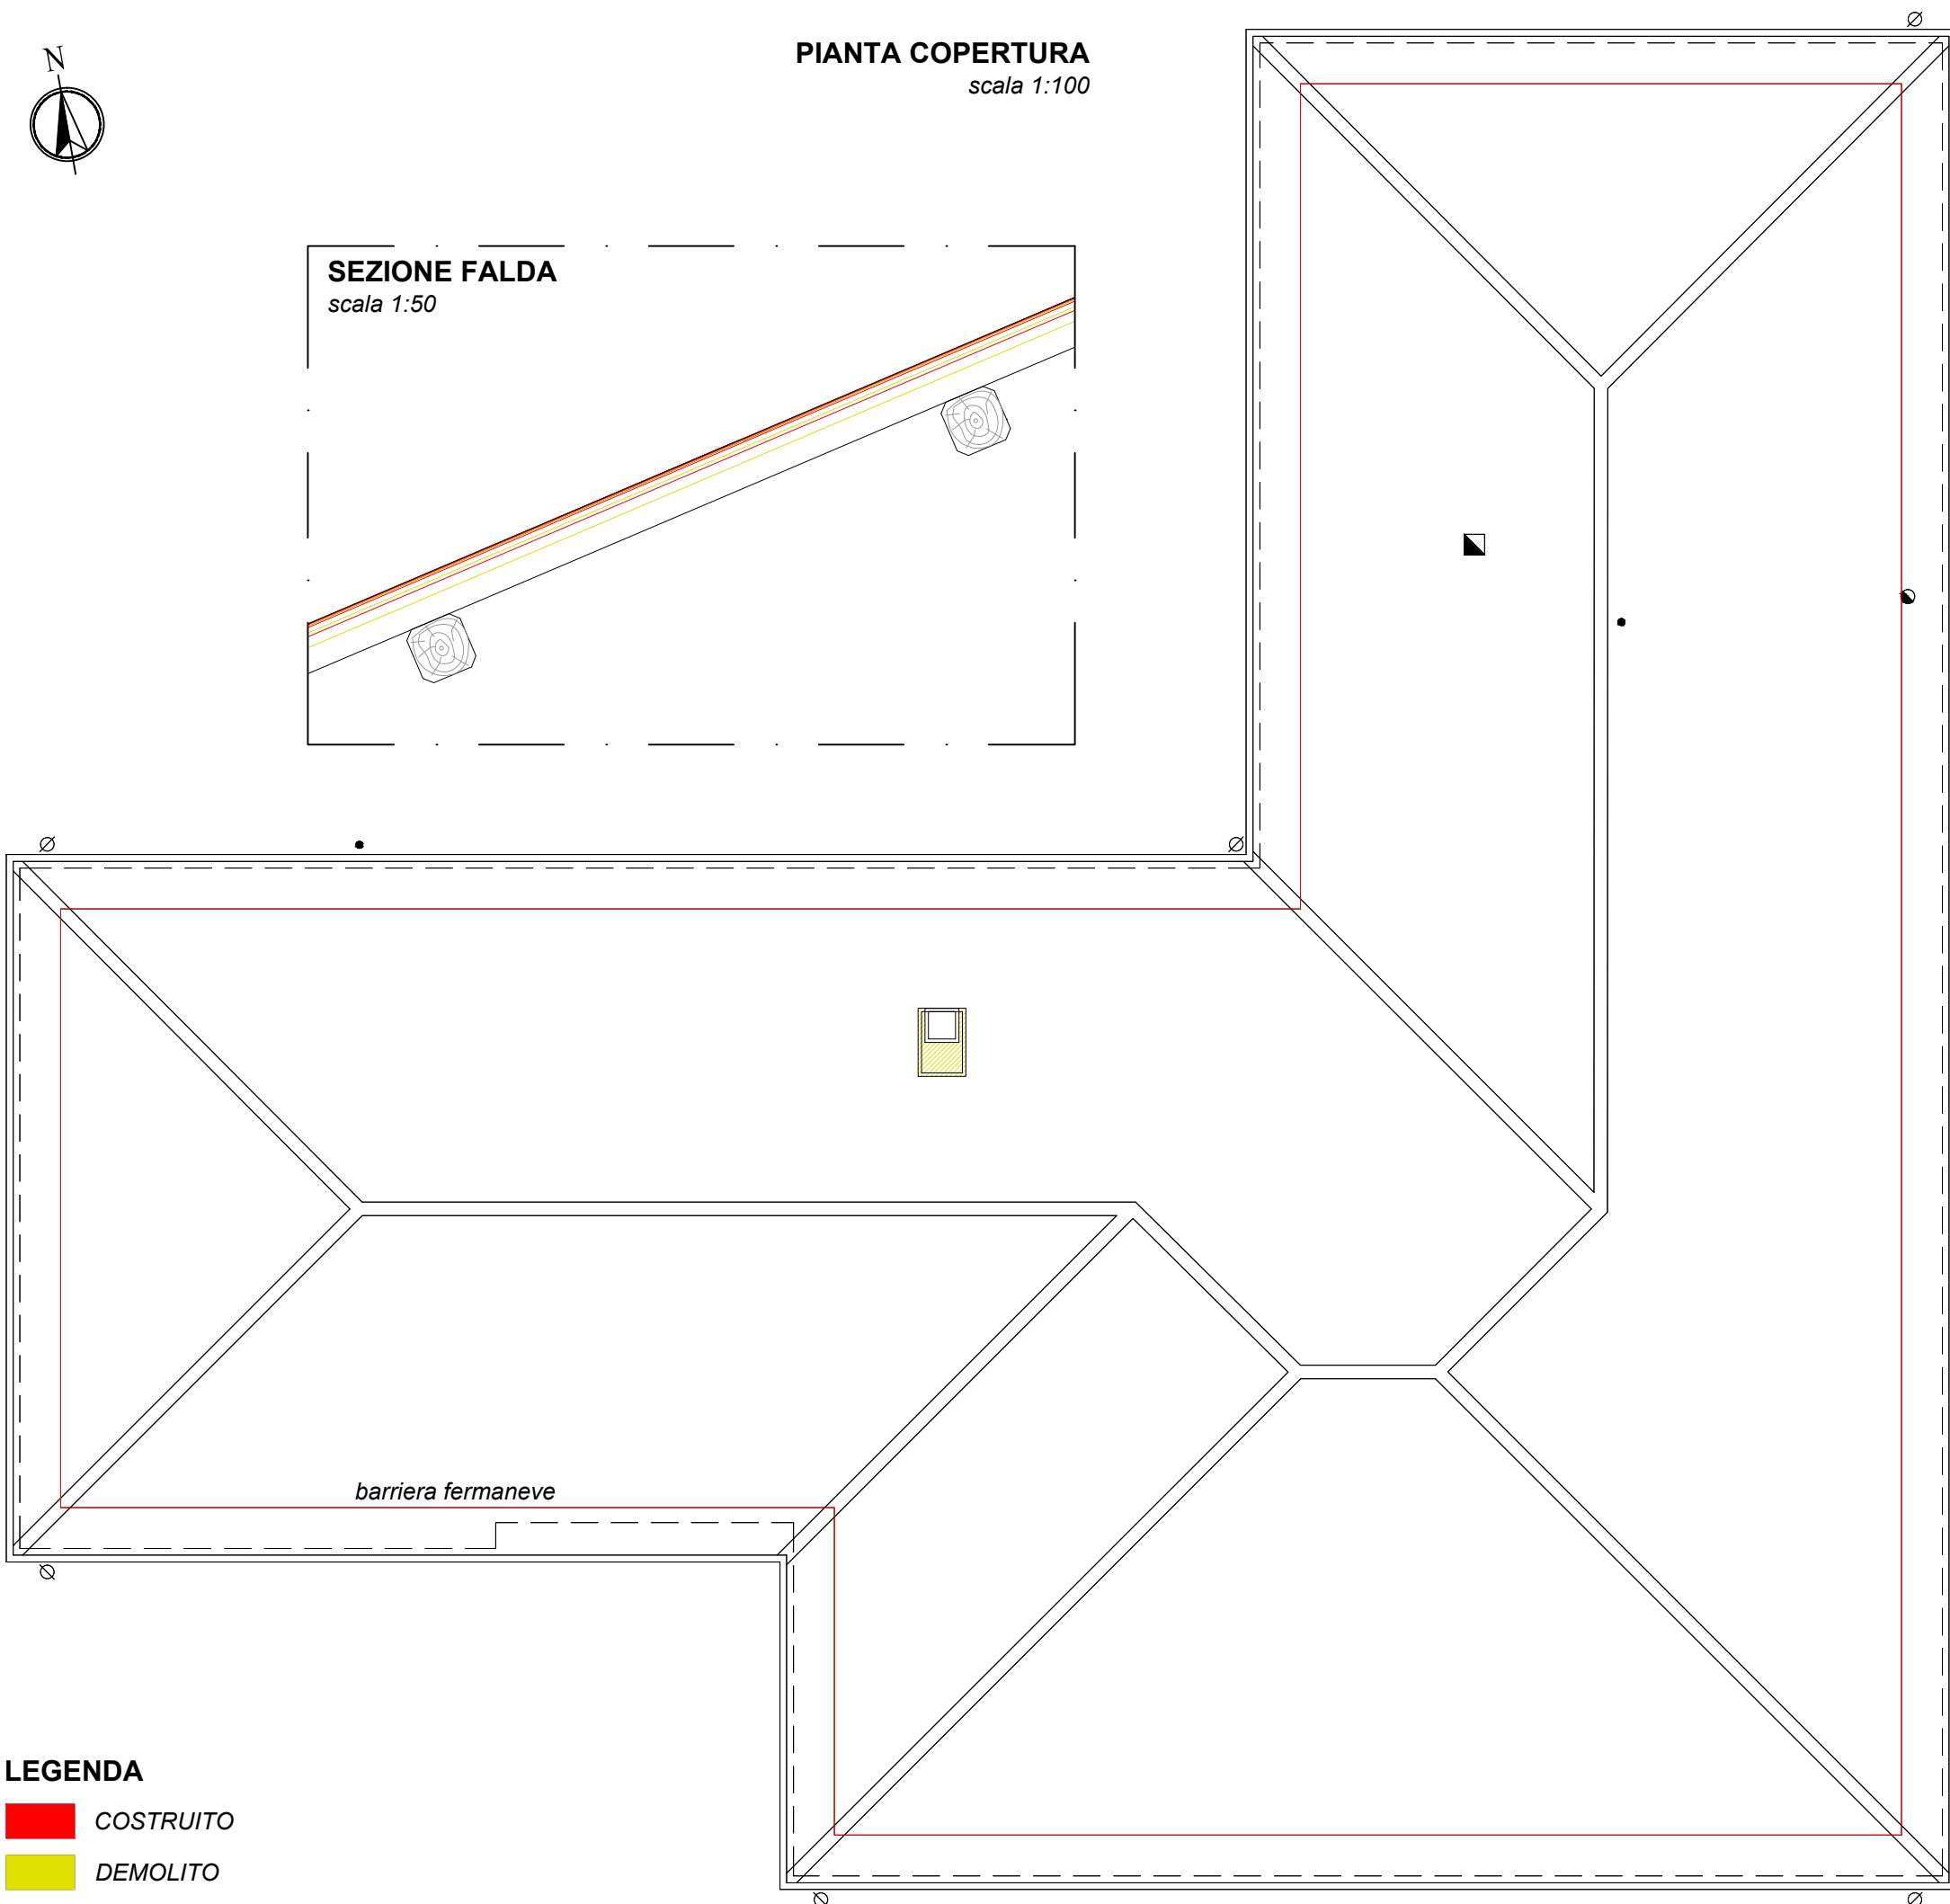 N
PIANTA COPERTURA
scala 1:100
SEZIONE FALDA
scala 1:50
barriera fermaneve
LEGENDA
COSTRUITO
DEMOLITO